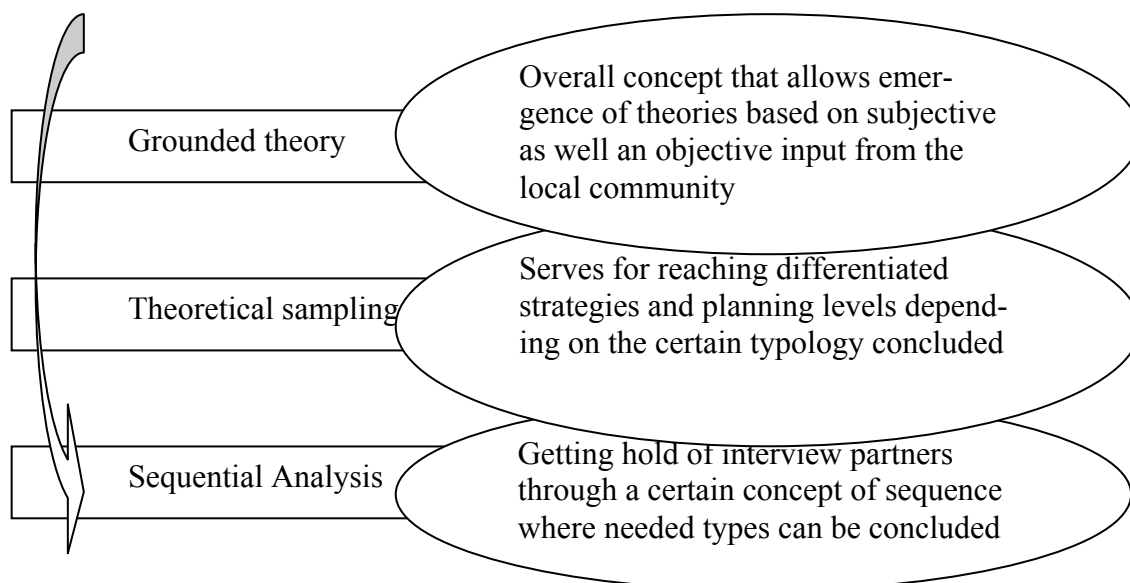 Grounded theory
Overall concept that allows emer-
gence of theories based on subjective
as well an objective input from the
local community
Theoretical sampling
Serves for reaching differentiated
strategies and planning levels depend-
ing on the certain typology concluded
Sequential Analysis
Getting hold of interview partners
through a certain concept of sequence
where needed types can be concluded